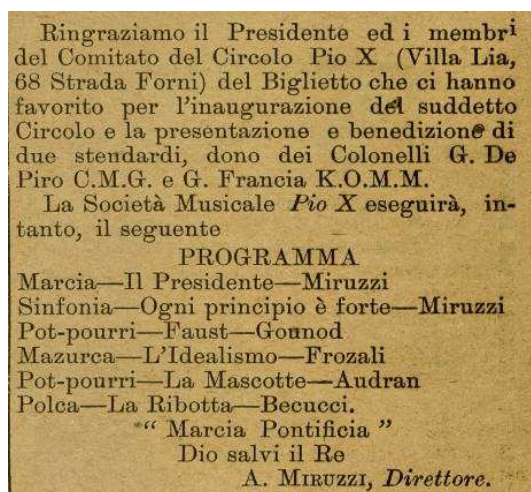 Ringraziamo il Presidente ed i membri
del Comitato del Circolo Pio X (Villa Lia,
68 Strada Forni) del Biglietto che ci hanno
favorito per l'inaugurazione del suddetto
Circolo e la presentazione e benedizione di
due stendardi, dono dei Colonelli G. De
Piro C.M.G. e G. Francia K.O.M.M.
La Società Musicale Pio X eseguirà, in-
tanto, il seguente
PROGRAMMA
Marcia—Il Presidente—Miruzzi
Sinfonia—Ogni principio è forte—Miruzzi
Pot-pourri—Faust—Gounod
Mazurca—L'Idealismo—Frozali
Pot-pourri—La Mascotte—Audran
Polca—La Ribotta—Becucci.
“ Marcia Pontificia ”
Dio salvi il Re
A. MIRUZZI, Direttore.